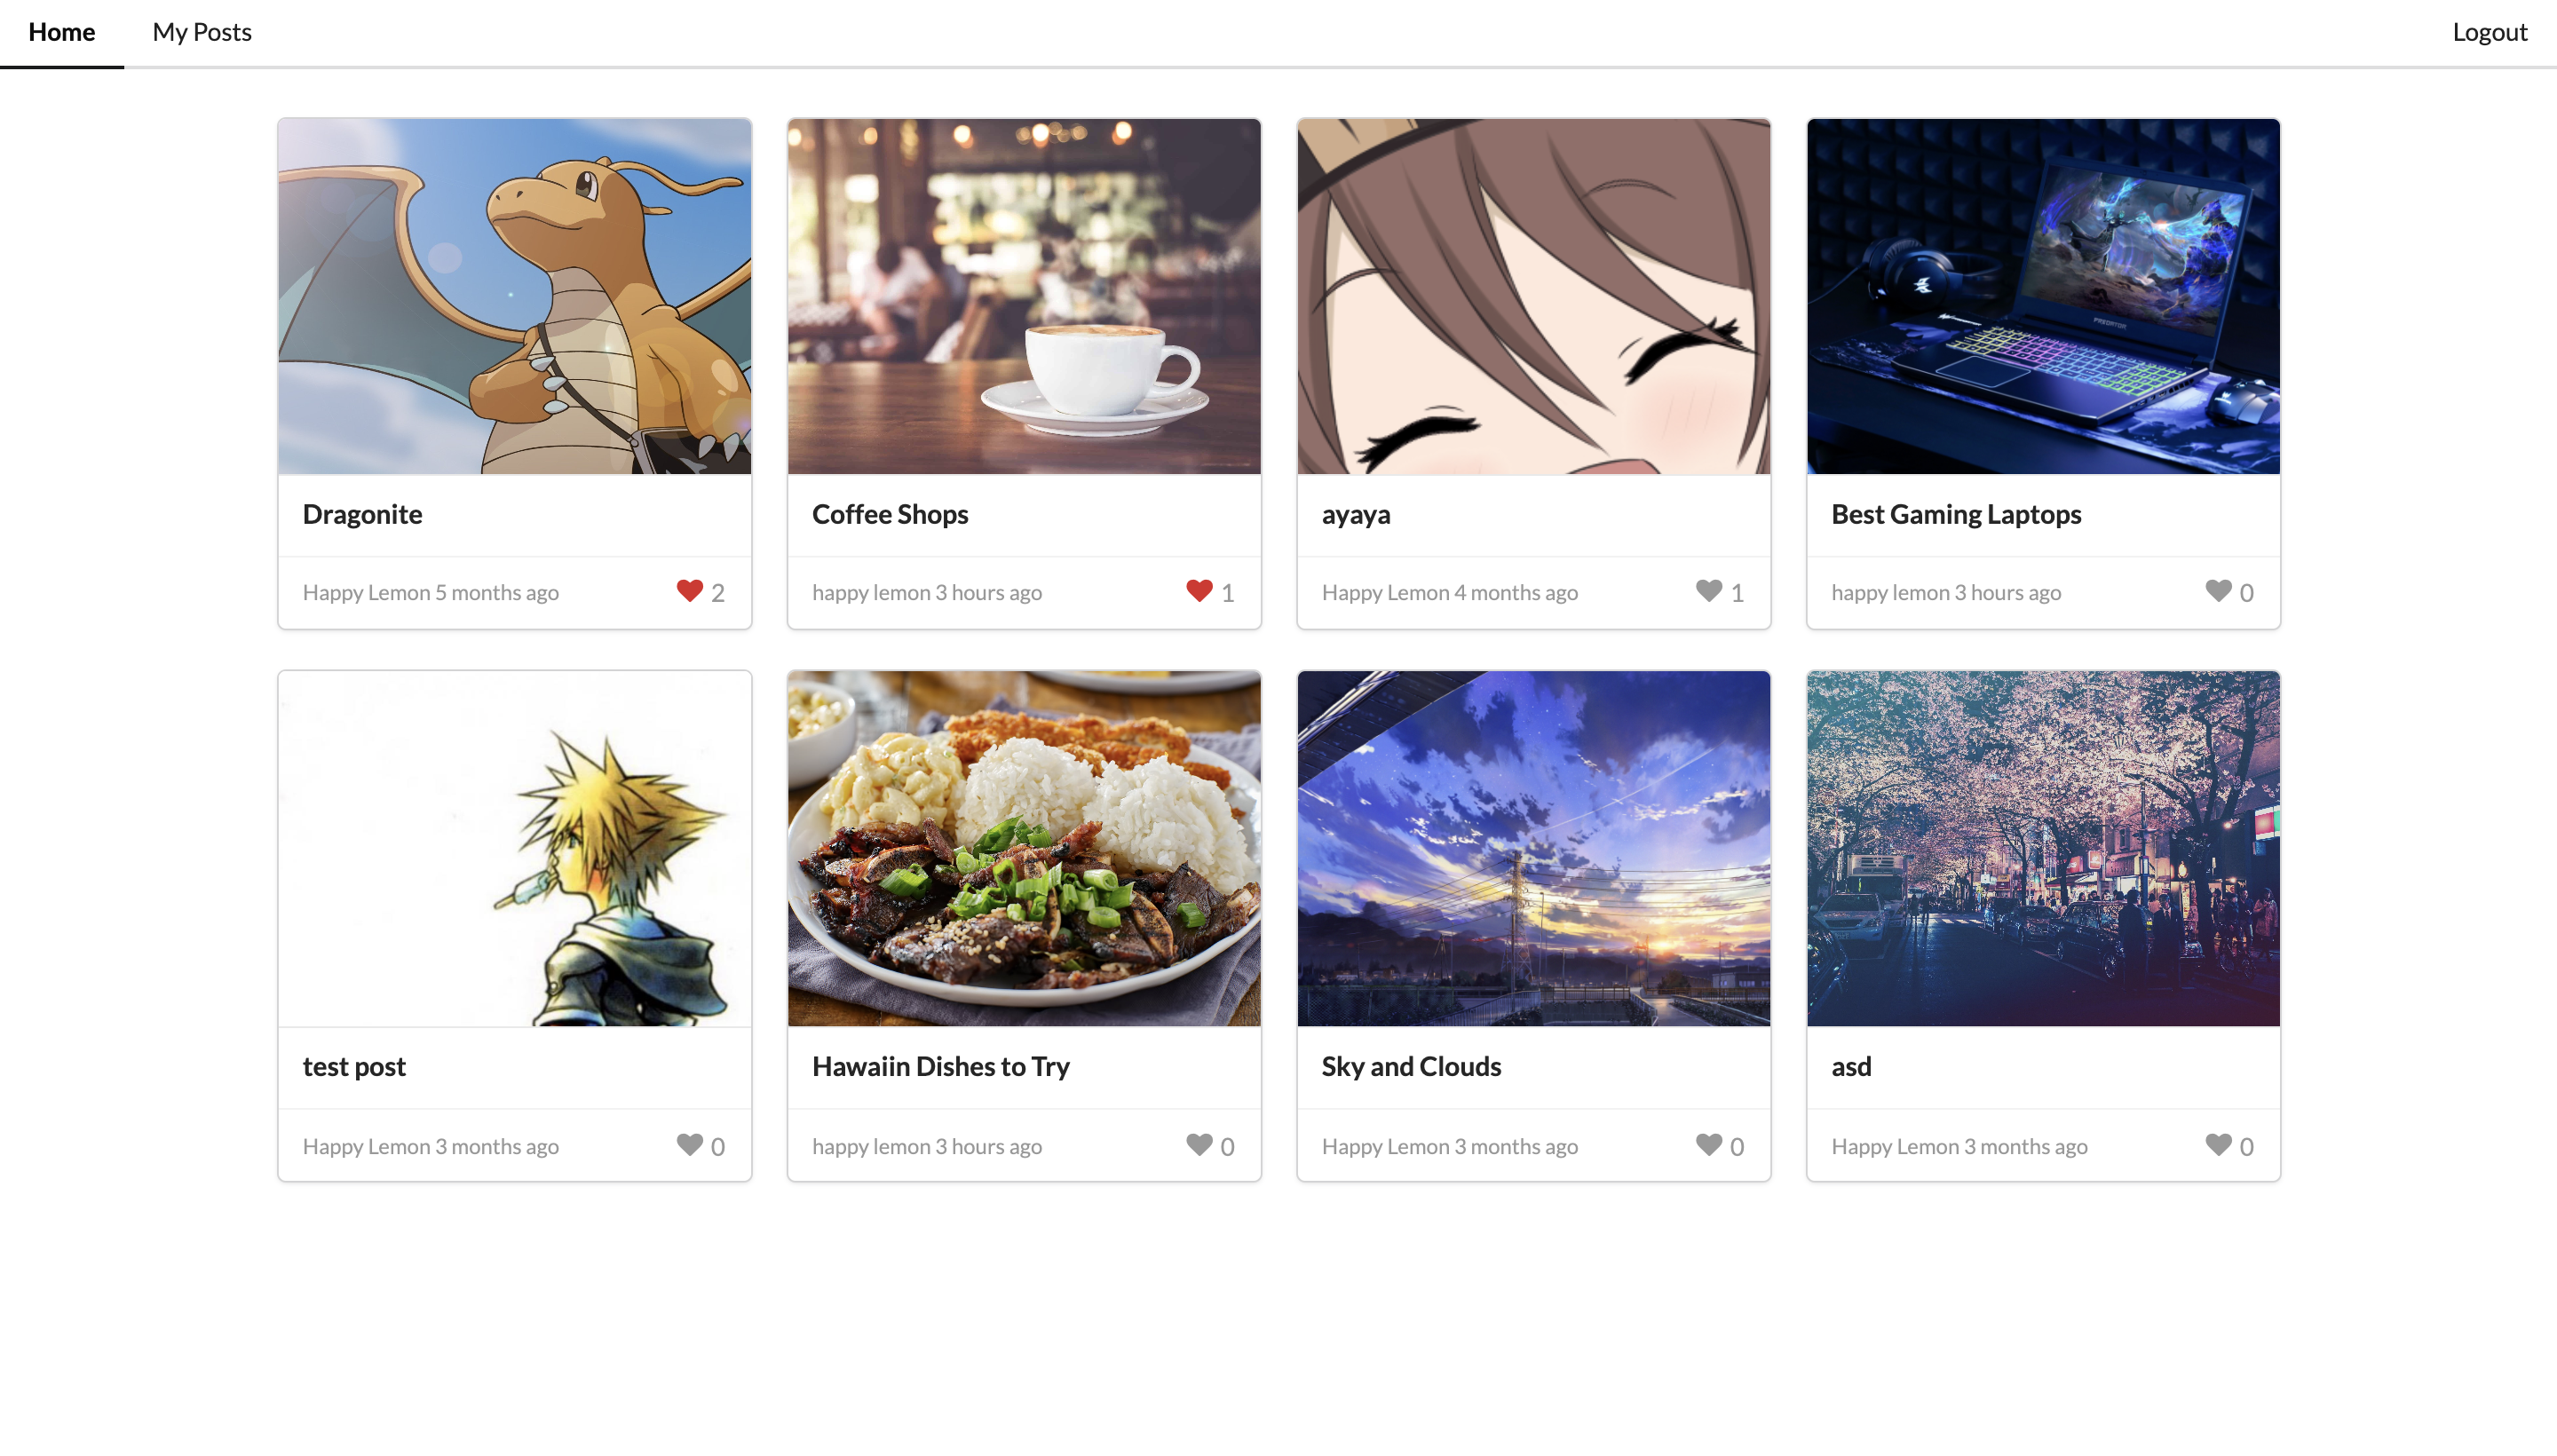 Home My Posts Logout
Dragonite
Happy Lemon 5 months ago 2
Coffee Shops
happy lemon 3 hours ago 1
ayaya
Happy Lemon 4 months ago 1
PREDATOR
Best Gaming Laptops
happy lemon 3 hours ago 0
test post
Happy Lemon 3 months ago 0
Hawaiin Dishes to Try
happy lemon 3 hours ago 0
Sky and Clouds
Happy Lemon 3 months ago 0
asd
Happy Lemon 3 months ago 0